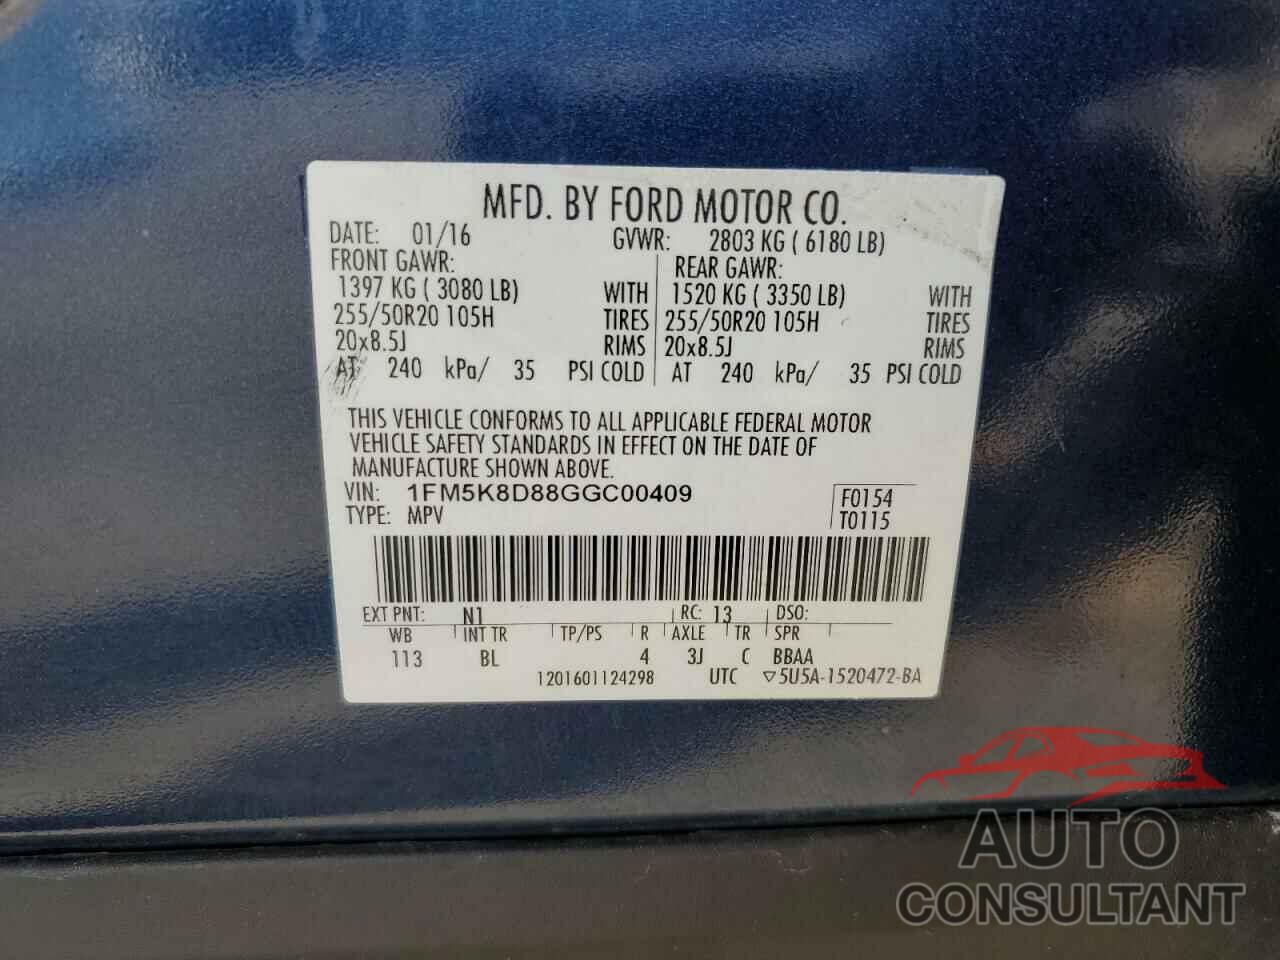 MFD. BY FORD MOTOR CO.
DATE: 01/16 GVWR: 2803 KG ( 6180 LB)
FRONT GAWR: REAR GAWR:
1397 KG ( 3080 LB) WITH 1520 KG ( 3350 LB) WITH
255/50R20 105H TIRES 255/50R20 105H TIRES
20x8.5J RIMS 20x8.5J RIMS
AT 240 kPa/ 35 PSI COLD AT 240 kPa/ 35 PSI COLD
THIS VEHICLE CONFORMS TO ALL APPLICABLE FEDERAL MOTOR
VEHICLE SAFETY STANDARDS IN EFFECT ON THE DATE OF
MANUFACTURE SHOWN ABOVE.
VIN: 1FM5K8D88GGC00409 F0154
TYPE: MPV T0115
EXT PNT: N1 RC: 13 DSO:
WB INT TR TP/PS R AXLE TR SPR
113 BL 4 3J C BBAA
1201601124298 UTC ▽5U5A-1520472-BA
AUTO
CONSULTANT